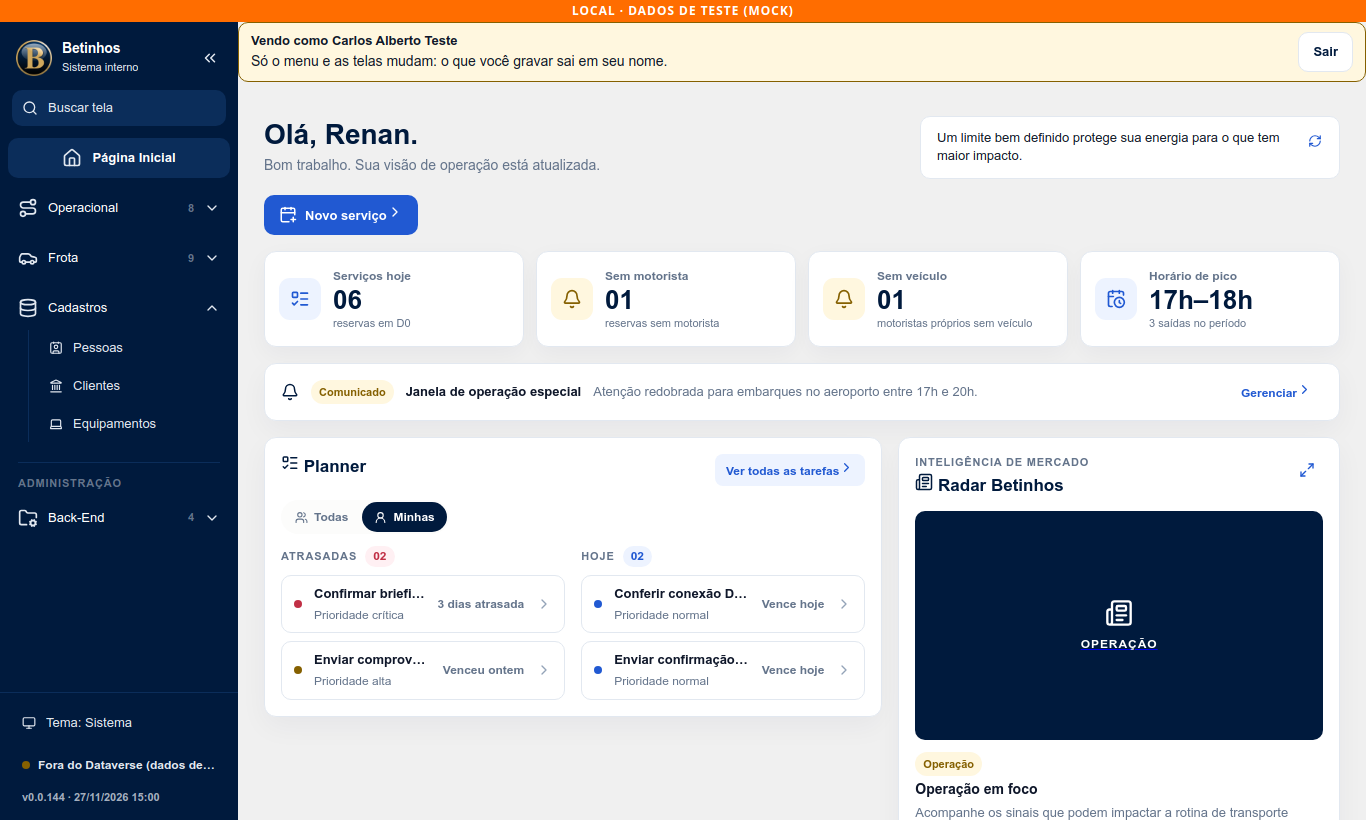 LOCAL · DADOS DE TESTE (MOCK)
Betinhos
Sistema interno
Buscar tela
Página Inicial
Operacional 8
Frota 9
Cadastros
Pessoas
Clientes
Equipamentos
ADMINISTRAÇÃO
Back-End 4
Tema: Sistema
Fora do Dataverse (dados de...
v0.0.144 · 27/11/2026 15:00
Vendo como Carlos Alberto Teste
Só o menu e as telas mudam: o que você gravar sai em seu nome.
Sair
Olá, Renan.
Bom trabalho. Sua visão de operação está atualizada.
Um limite bem definido protege sua energia para o que tem
maior impacto.
Novo serviço
Serviços hoje
06
reservas em D0
Sem motorista
01
reservas sem motorista
Sem veículo
01
motoristas próprios sem veículo
Horário de pico
17h–18h
3 saídas no período
Comunicado Janela de operação especial Atenção redobrada para embarques no aeroporto entre 17h e 20h. Gerenciar
Planner
Ver todas as tarefas
Todas Minhas
ATRASADAS 02
Confirmar briefi...
Prioridade crítica
3 dias atrasada
Enviar comprov...
Prioridade alta
Venceu ontem
HOJE 02
Conferir conexão D...
Prioridade normal
Vence hoje
Enviar confirmação...
Prioridade normal
Vence hoje
INTELIGÊNCIA DE MERCADO
Radar Betinhos
OPERAÇÃO
Operação
Operação em foco
Acompanhe os sinais que podem impactar a rotina de transporte